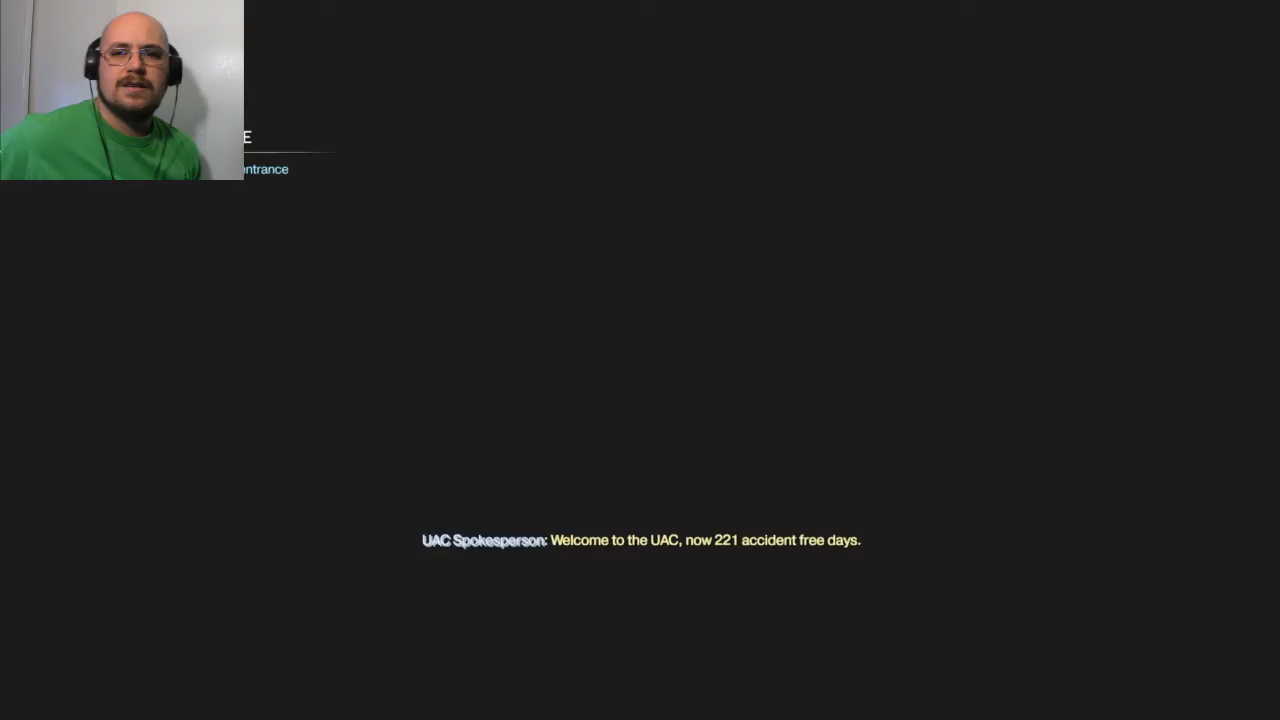 E
entrance
UAC Spokesperson: Welcome to the UAC, now 221 accident free days.